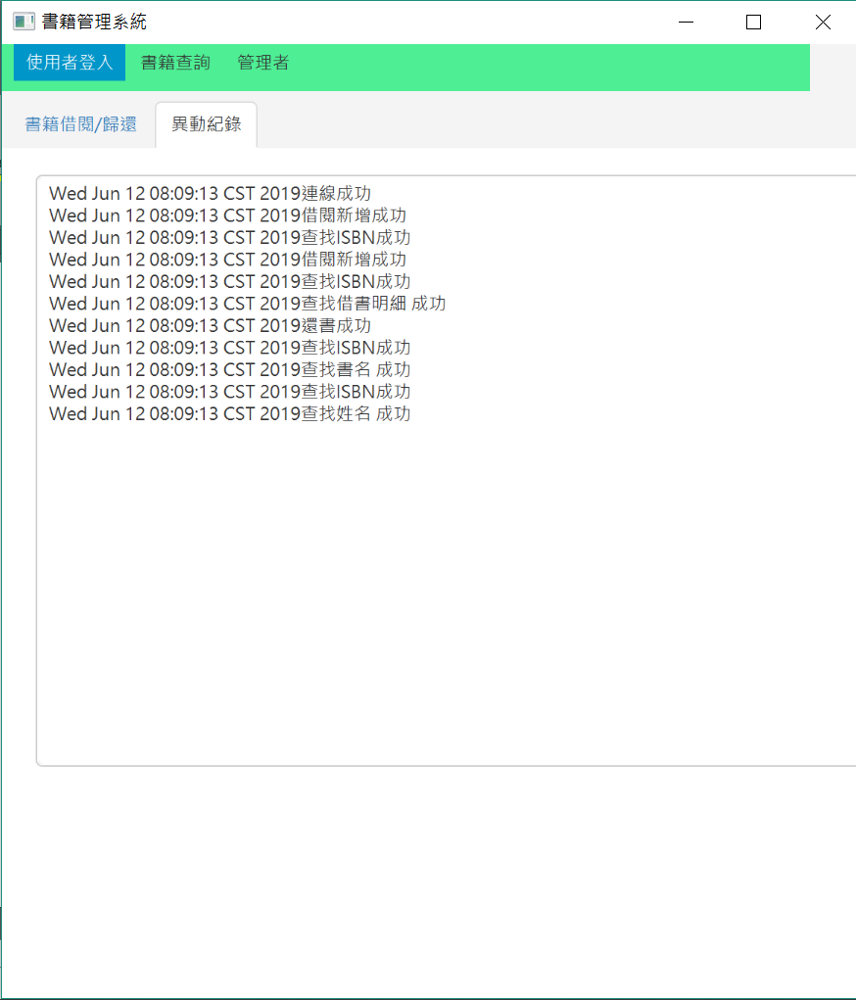 書籍管理系統
使用者登入 書籍查詢 管理者
書籍借閱/歸還 異動紀錄
Wed Jun 12 08:09:13 CST 2019連線成功
Wed Jun 12 08:09:13 CST 2019借閱新增成功
Wed Jun 12 08:09:13 CST 2019查找ISBN成功
Wed Jun 12 08:09:13 CST 2019借閱新增成功
Wed Jun 12 08:09:13 CST 2019查找ISBN成功
Wed Jun 12 08:09:13 CST 2019查找借書明細 成功
Wed Jun 12 08:09:13 CST 2019還書成功
Wed Jun 12 08:09:13 CST 2019查找ISBN成功
Wed Jun 12 08:09:13 CST 2019查找書名 成功
Wed Jun 12 08:09:13 CST 2019查找ISBN成功
Wed Jun 12 08:09:13 CST 2019查找姓名 成功